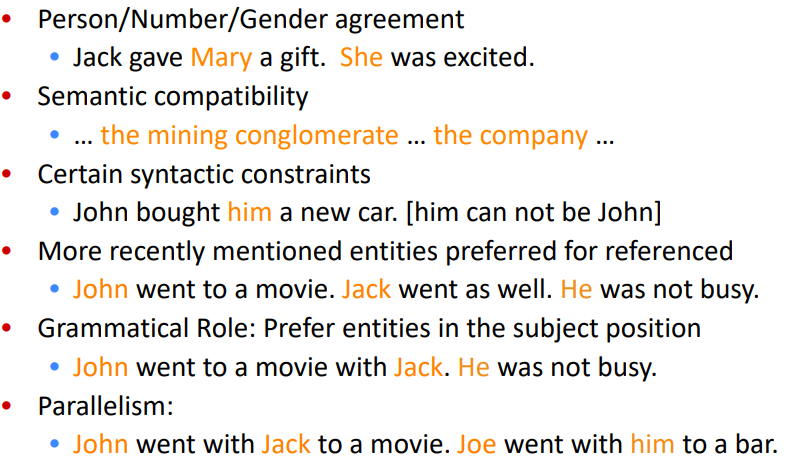 • Person/Number/Gender agreement
• Jack gave Mary a gift. She was excited.
• Semantic compatibility
• ... the mining conglomerate ... the company ...
• Certain syntactic constraints
• John bought him a new car. [him can not be John]
• More recently mentioned entities preferred for referenced
• John went to a movie. Jack went as well. He was not busy.
• Grammatical Role: Prefer entities in the subject position
• John went to a movie with Jack. He was not busy.
• Parallelism:
• John went with Jack to a movie. Joe went with him to a bar.